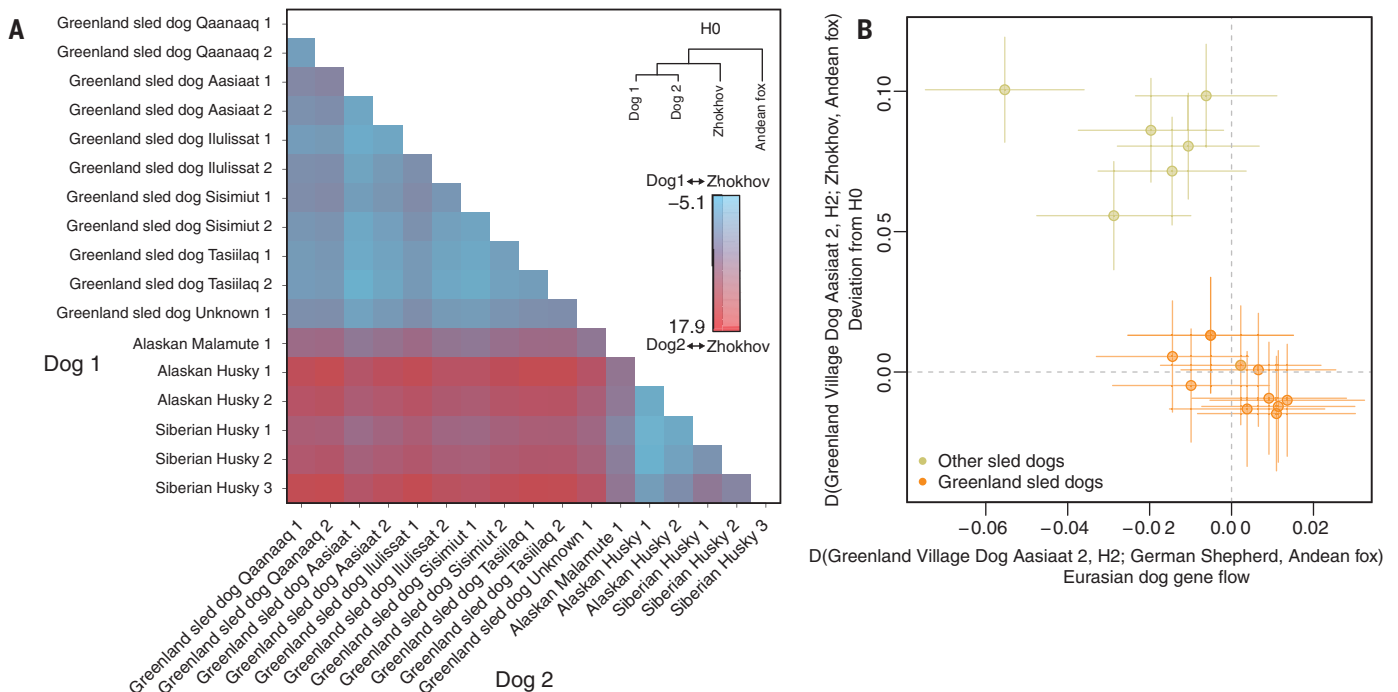 A
Greenland sled dog Qaanaaq 1
Greenland sled dog Qaanaaq 2
Greenland sled dog Aasiaat 1
Greenland sled dog Aasiaat 2
Greenland sled dog Ilulissat 1
Greenland sled dog Ilulissat 2
Greenland sled dog Sisimiut 1
Greenland sled dog Sisimiut 2
Greenland sled dog Tasiilaq 1
Greenland sled dog Tasiilaq 2
Greenland sled dog Unknown 1
Alaskan Malamute 1
Alaskan Husky 1
Alaskan Husky 2
Siberian Husky 1
Siberian Husky 2
Siberian Husky 3
Dog 1
H0
Dog 1
Dog 2
Zhokhov
Andean fox
Dog1↔Zhokhov
−5.1
17.9
Dog2↔Zhokhov
Greenland sled dog Qaanaaq 1
Greenland sled dog Qaanaaq 2
Greenland sled dog Aasiaat 1
Greenland sled dog Aasiaat 2
Greenland sled dog Ilulissat 1
Greenland sled dog Ilulissat 2
Greenland sled dog Sisimiut 1
Greenland sled dog Sisimiut 2
Greenland sled dog Tasiilaq 1
Greenland sled dog Tasiilaq 2
Greenland sled dog Unknown 1
Alaskan Malamute 1
Alaskan Husky 1
Alaskan Husky 2
Siberian Husky 1
Siberian Husky 2
Siberian Husky 3
Dog 2
B
D(Greenland Village Dog Aasiaat 2, H2; Zhokhov, Andean fox)
Deviation from H0
0.10
0.05
0.00
Other sled dogs
Greenland sled dogs
−0.06
−0.04
−0.02
0.00
0.02
D(Greenland Village Dog Aasiaat 2, H2; German Shepherd, Andean fox)
Eurasian dog gene flow